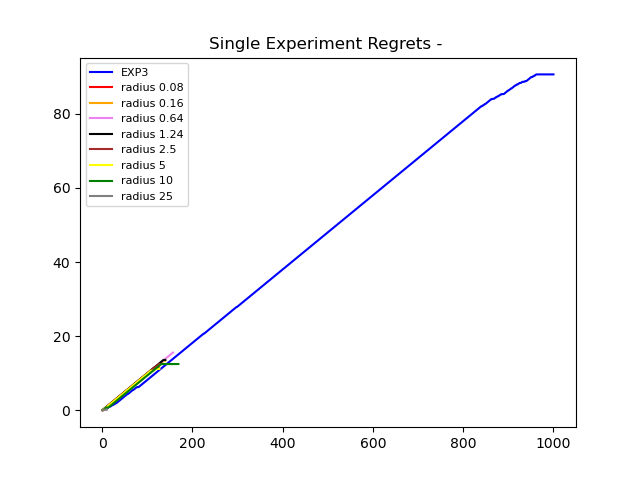 Single Experiment Regrets -
EXP3
radius 0.08
radius 0.16
radius 0.64
radius 1.24
radius 2.5
radius 5
radius 10
radius 25
80
60
40
20
0
0 200 400 600 800 1000